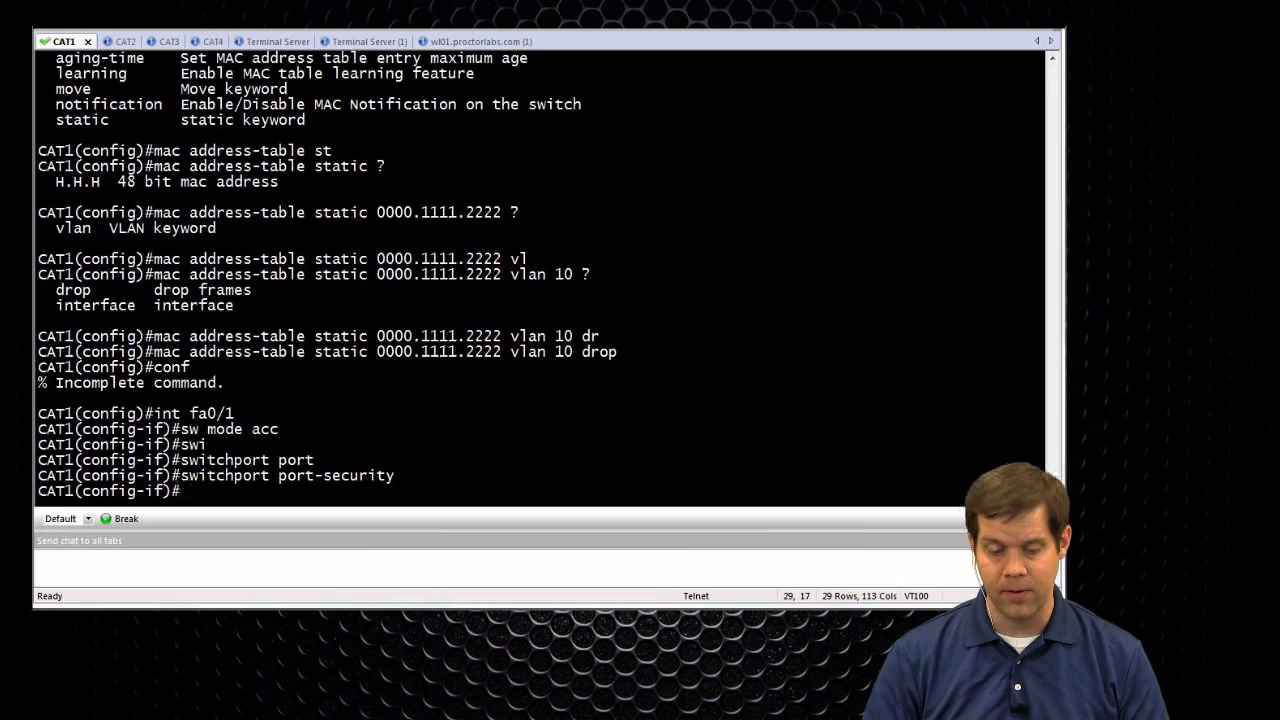 CAT1 CAT2 CAT3 CAT4 Terminal Server Terminal Server (1) wl01.proctorlabs.com (1)
aging-time Set MAC address table entry maximum age
learning Enable MAC table learning feature
move Move keyword
notification Enable/Disable MAC Notification on the switch
static static keyword
CAT1(config)#mac address-table st
CAT1(config)#mac address-table static ?
H.H.H 48 bit mac address
CAT1(config)#mac address-table static 0000.1111.2222 ?
vlan VLAN keyword
CAT1(config)#mac address-table static 0000.1111.2222 vl
CAT1(config)#mac address-table static 0000.1111.2222 vlan 10 ?
drop drop frames
interface interface
CAT1(config)#mac address-table static 0000.1111.2222 vlan 10 dr
CAT1(config)#mac address-table static 0000.1111.2222 vlan 10 drop
CAT1(config)#conf
% Incomplete command.
CAT1(config)#int fa0/1
CAT1(config-if)#sw mode acc
CAT1(config-if)#swi
CAT1(config-if)#switchport port
CAT1(config-if)#switchport port-security
CAT1(config-if)#
Default Break
Send chat to all tabs
Ready Telnet 29, 17 29 Rows, 113 Cols VT100